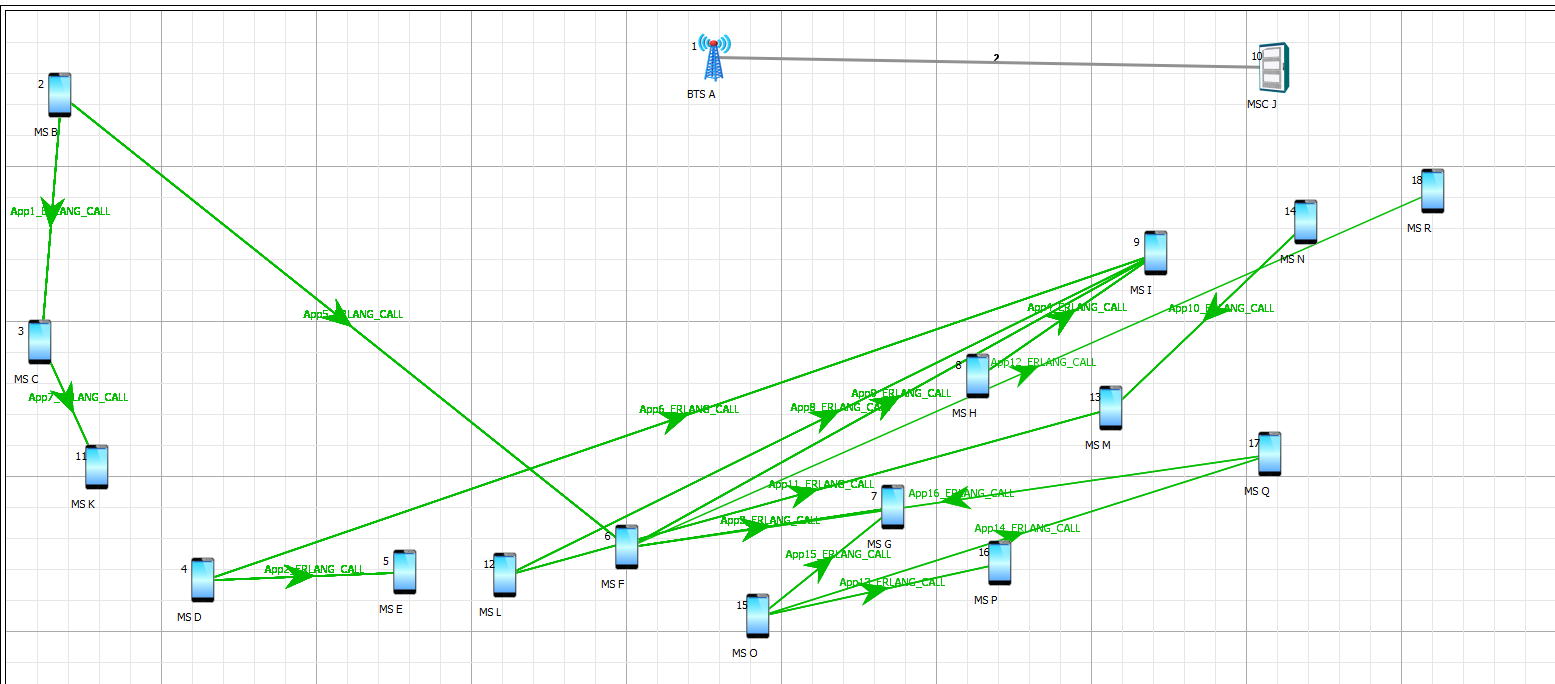 1
BTS A
2
10
MSC J
2
MS B
App1_ERLANG_CALL
3
MS C
App7_ERLANG_CALL
11
MS K
App5_ERLANG_CALL
18
MS R
14
MS N
9
MS I
App4_ERLANG_CALL
App10_ERLANG_CALL
8
MS H
App12_ERLANG_CALL
13
MS M
App6_ERLANG_CALL
App8_ERLANG_CALL
App9_ERLANG_CALL
17
MS Q
App11_ERLANG_CALL
7
MS G
App16_ERLANG_CALL
ERLANG_CALL
App14_ERLANG_CALL
6
MS F
App15_ERLANG_CALL
16
MS P
4
MS D
App2_ERLANG_CALL
5
MS E
12
MS L
App13_ERLANG_CALL
15
MS O